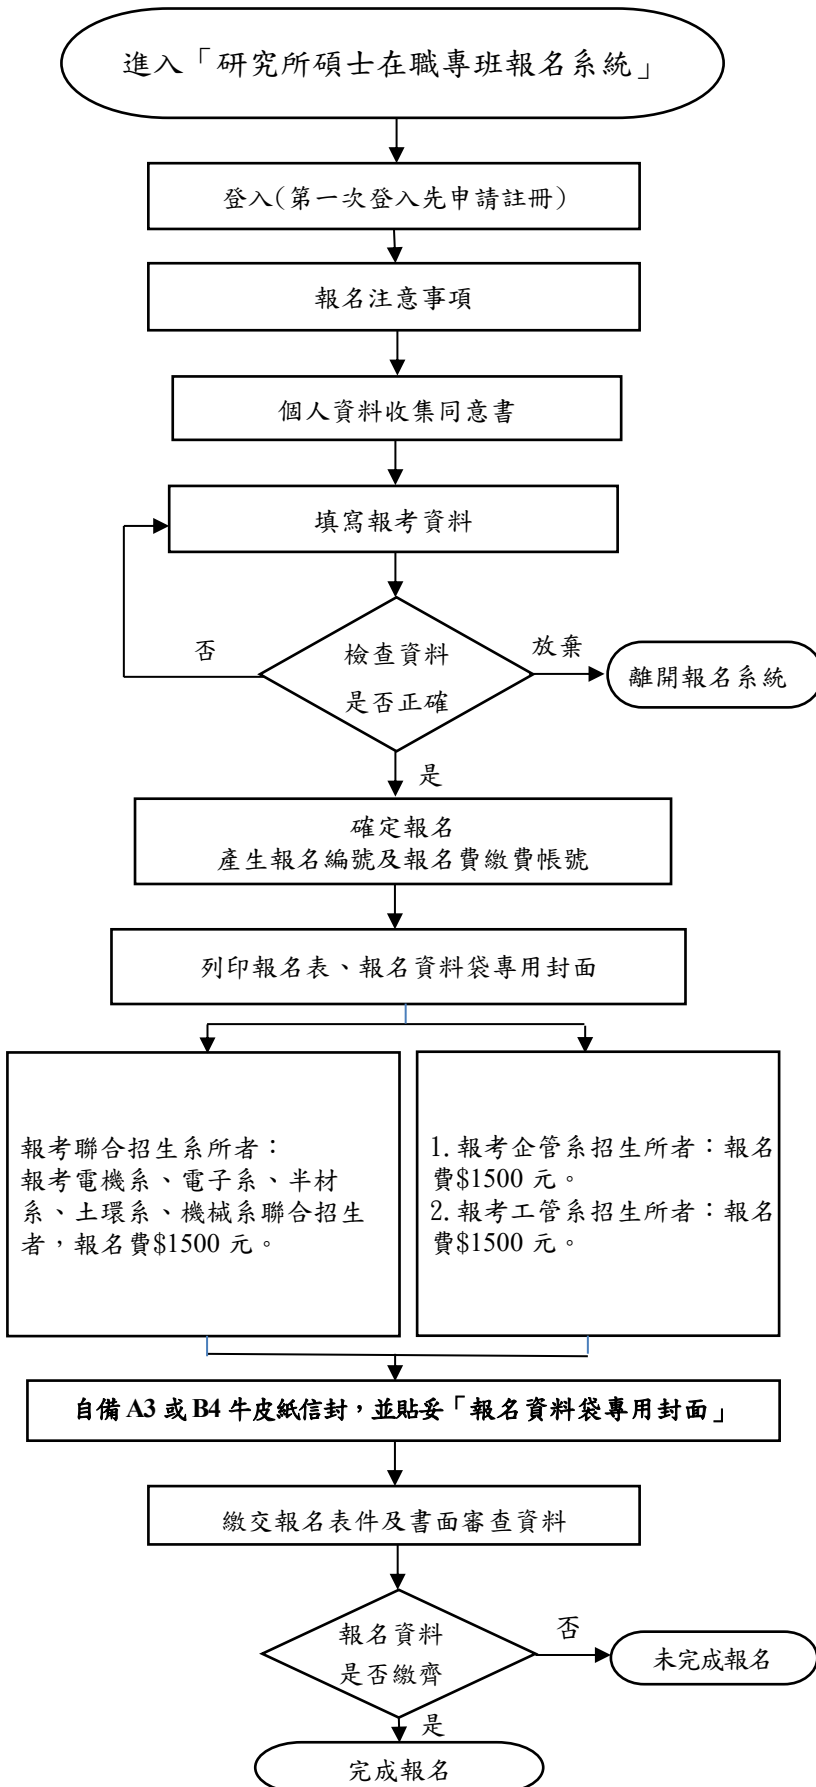 進入「研究所碩士在職專班報名系統」
登入(第一次登入先申請註冊)
報名注意事項
個人資料收集同意書
填寫報考資料
否
檢查資料
是否正確
放棄
離開報名系統
是
確定報名
產生報名編號及報名費繳費帳號
列印報名表、報名資料袋專用封面
報考聯合招生系所者：
報考電機系、電子系、半材
系、土環系、機械系聯合招生
者，報名費$1500 元。
1.報考企管系招生所者：報名
費$1500 元。
2.報考工管系招生所者：報名
費$1500 元。
自備 A3 或 B4 牛皮紙信封，並貼妥「報名資料袋專用封面」
繳交報名表件及書面審查資料
報名資料
是否繳齊
否
未完成報名
是
完成報名